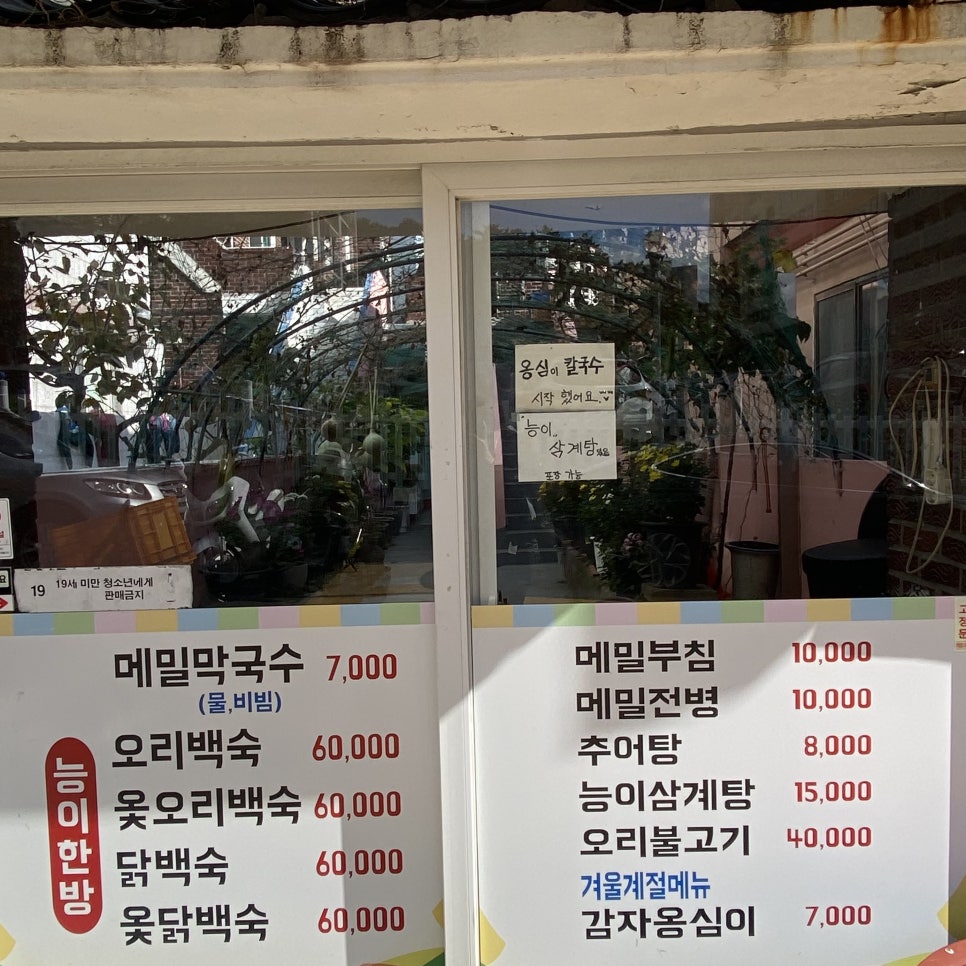 옹심이 칼국수
시작 했어요.
능이
삼계탕
포장 가능
19 19세 미만 청소년에게
판매금지
메밀막국수 7,000
(물,비빔)
능이한방
오리백숙 60,000
옻오리백숙 60,000
닭백숙 60,000
옻닭백숙 60,000
메밀부침 10,000
메밀전병 10,000
추어탕 8,000
능이삼계탕 15,000
오리불고기 40,000
겨울계절메뉴
감자옹심이 7,000